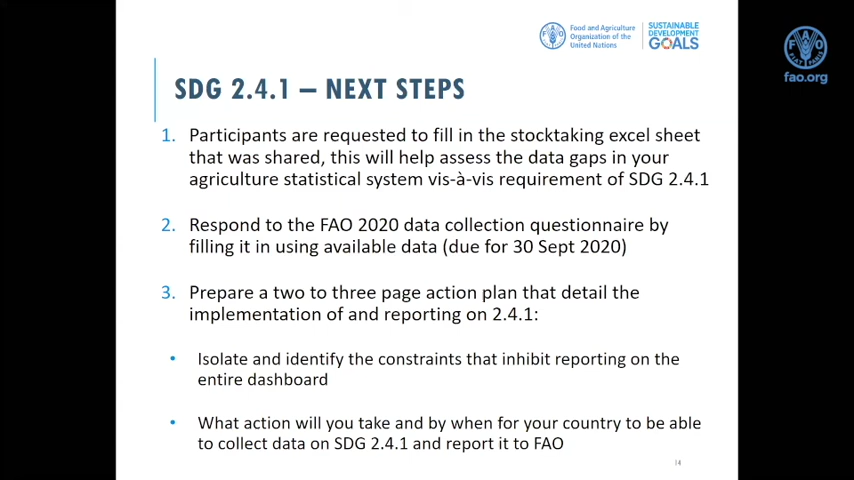 Food and Agriculture
Organization of the
United Nations
SUSTAINABLE
DEVELOPMENT
GOALS
FAO
FIAT PANIS
fao.org
SDG 2.4.1 – NEXT STEPS
1. Participants are requested to fill in the stocktaking excel sheet
that was shared, this will help assess the data gaps in your
agriculture statistical system vis-à-vis requirement of SDG 2.4.1
2. Respond to the FAO 2020 data collection questionnaire by
filling it in using available data (due for 30 Sept 2020)
3. Prepare a two to three page action plan that detail the
implementation of and reporting on 2.4.1:
• Isolate and identify the constraints that inhibit reporting on the
entire dashboard
• What action will you take and by when for your country to be able
to collect data on SDG 2.4.1 and report it to FAO
14